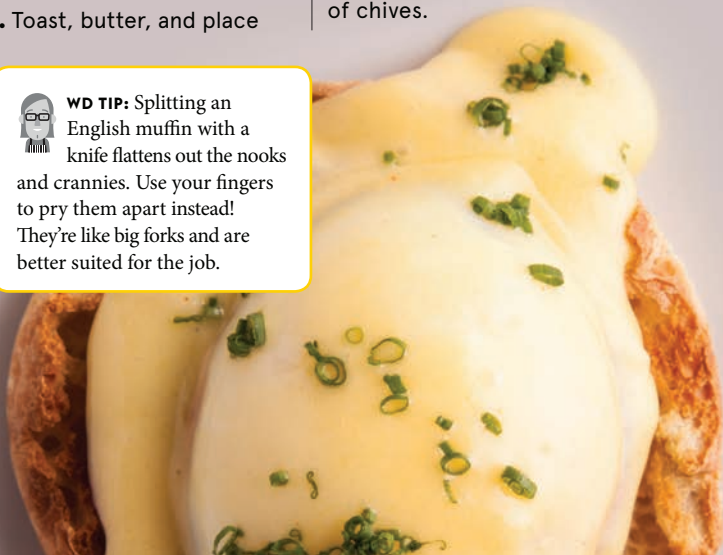 . Toast, butter, and place
of chives.
WD TIP: Splitting an
English muffin with a
knife flattens out the nooks
and crannies. Use your fingers
to pry them apart instead!
They’re like big forks and are
better suited for the job.